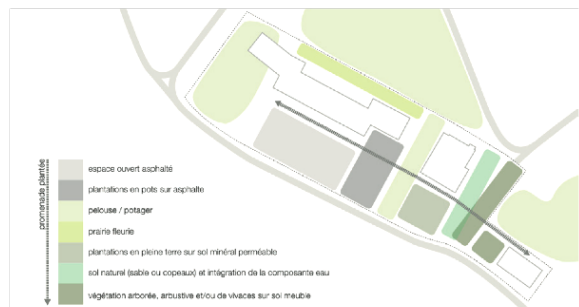 promenade plantée
espace ouvert asphalté
plantations en pots sur asphalte
pelouse / potager
prairie fleurie
plantations en pleine terre sur sol minéral perméable
sol naturel (sable ou copeaux) et intégration de la composante eau
végétation arborée, arbustive et/ou de vivaces sur sol meuble